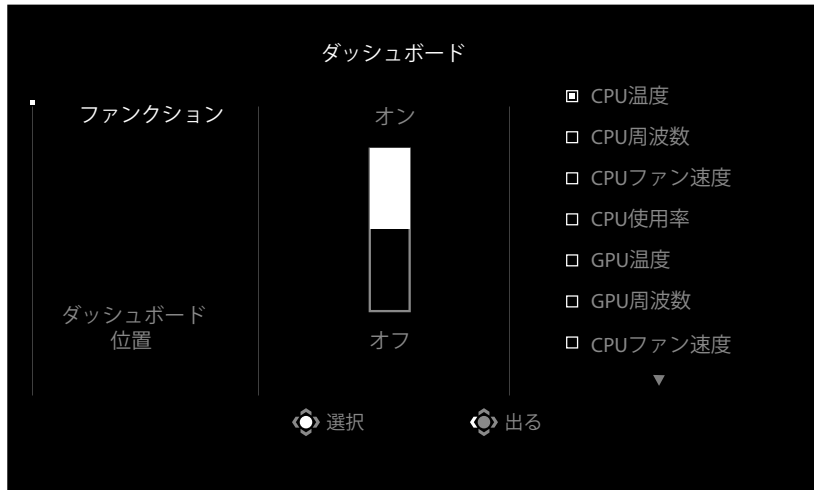 ダッシュボード
ファンクション
ダッシュボード
位置
オン
オフ
CPU温度
CPU周波数
CPUファン速度
CPU使用率
GPU温度
GPU周波数
CPUファン速度
選択
出る